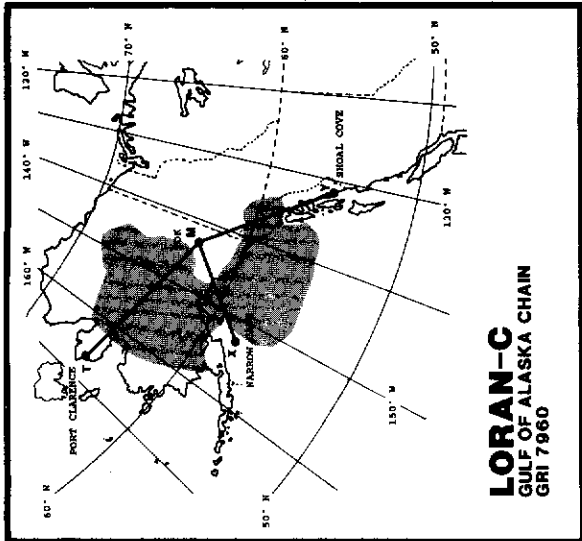 120° W
140° W
160° W
70° N
60° N
50° N
PORT CLARENCE
T
TOK
M
X
NARROW
SHOAL COVE
130° W
150° W
60° N
50° N
LORAN-C
GULF OF ALASKA CHAIN
GRI 7960